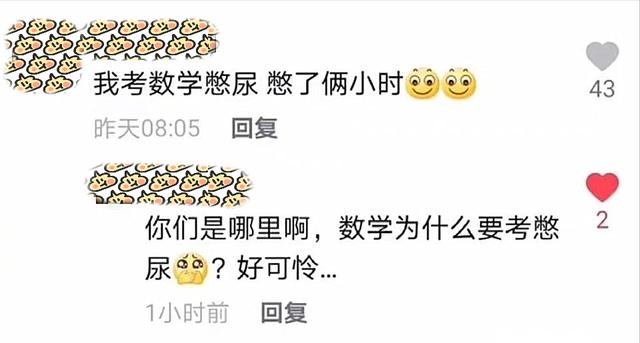 我考数学憋尿 憋了俩小时
43
昨天08:05 回复
你们是哪里啊，数学为什么要考憋
2
尿？好可怜...
1小时前 回复